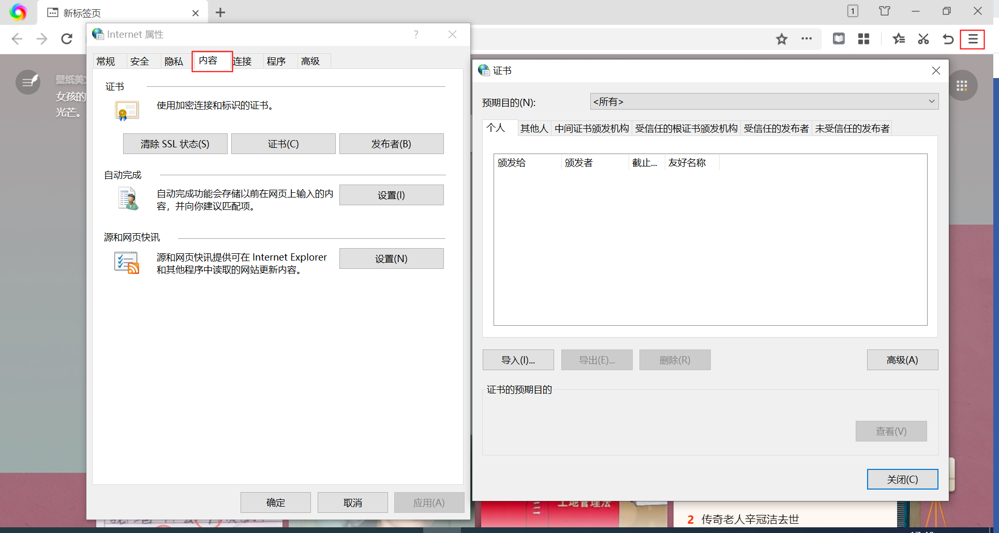 新标签页
1
Internet 属性
?
常规
安全
隐私
内容
连接
程序
高级
壁纸美
女孩的
光芒。
证书
使用加密连接和标识的证书。
清除 SSL 状态(S)
证书(C)
发布者(B)
自动完成
自动完成功能会存储以前在网页上输入的内
容，并向你建议匹配项。
设置(I)
源和网页快讯
源和网页快讯提供可在 Internet Explorer
和其他程序中读取的网站更新内容。
设置(N)
确定
取消
应用(A)
证书
预期目的(N):
<所有>
个人
其他人
中间证书颁发机构
受信任的根证书颁发机构
受信任的发布者
未受信任的发布者
颁发给
颁发者
截止...
友好名称
导入(I)...
导出(E)...
删除(R)
高级(A)
证书的预期目的
查看(V)
关闭(C)
土地管理法
2 传奇老人辛冠洁去世